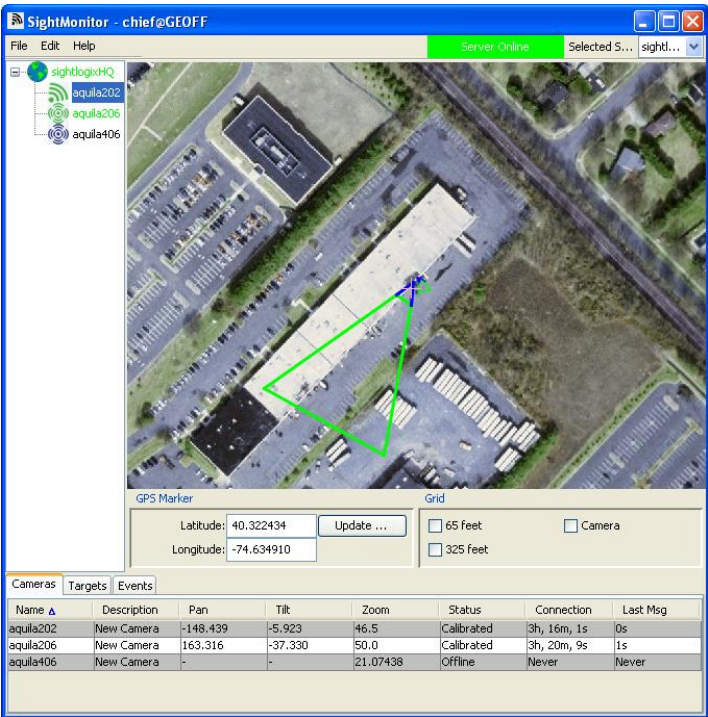 SightMonitor - chief@GEOFF
File Edit Help Server Online Selected S... sightl...
sightlogixHQ
aquila202
aquila206
aquila406
GPS Marker Grid
Latitude: 40.322434 Update ... 65 feet Camera
Longitude: -74.634910 325 feet
Cameras Targets Events
Name Description Pan Tilt Zoom Status Connection Last Msg
aquila202 New Camera -148.439 -5.923 46.5 Calibrated 3h, 16m, 1s 0s
aquila206 New Camera 163.316 -37.330 50.0 Calibrated 3h, 20m, 9s 1s
aquila406 New Camera - - 21.07438 Offline Never Never